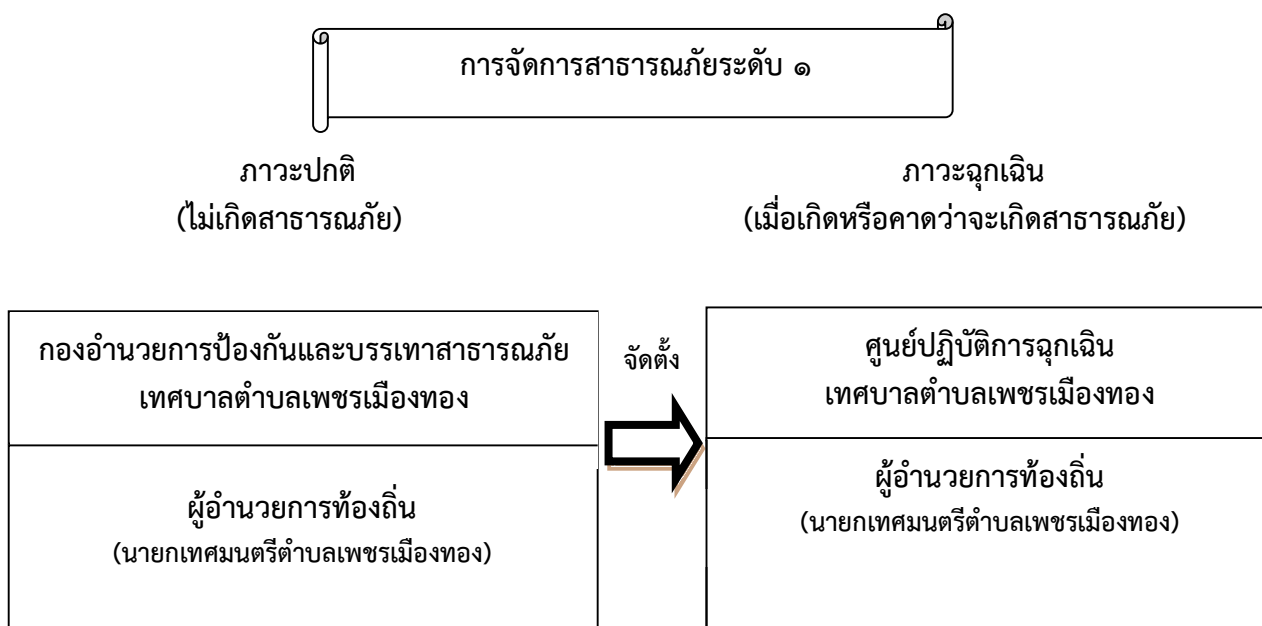 การจัดการสาธารณภัยระดับ ๑
ภาวะปกติ
(ไม่เกิดสาธารณภัย)
ภาวะฉุกเฉิน
(เมื่อเกิดหรือคาดว่าจะเกิดสาธารณภัย)
กองอำนวยการป้องกันและบรรเทาสาธารณภัย
เทศบาลตำบลเพชรเมืองทอง
ผู้อำนวยการท้องถิ่น
(นายกเทศมนตรีตำบลเพชรเมืองทอง)
จัดตั้ง
ศูนย์ปฏิบัติการฉุกเฉิน
เทศบาลตำบลเพชรเมืองทอง
ผู้อำนวยการท้องถิ่น
(นายกเทศมนตรีตำบลเพชรเมืองทอง)